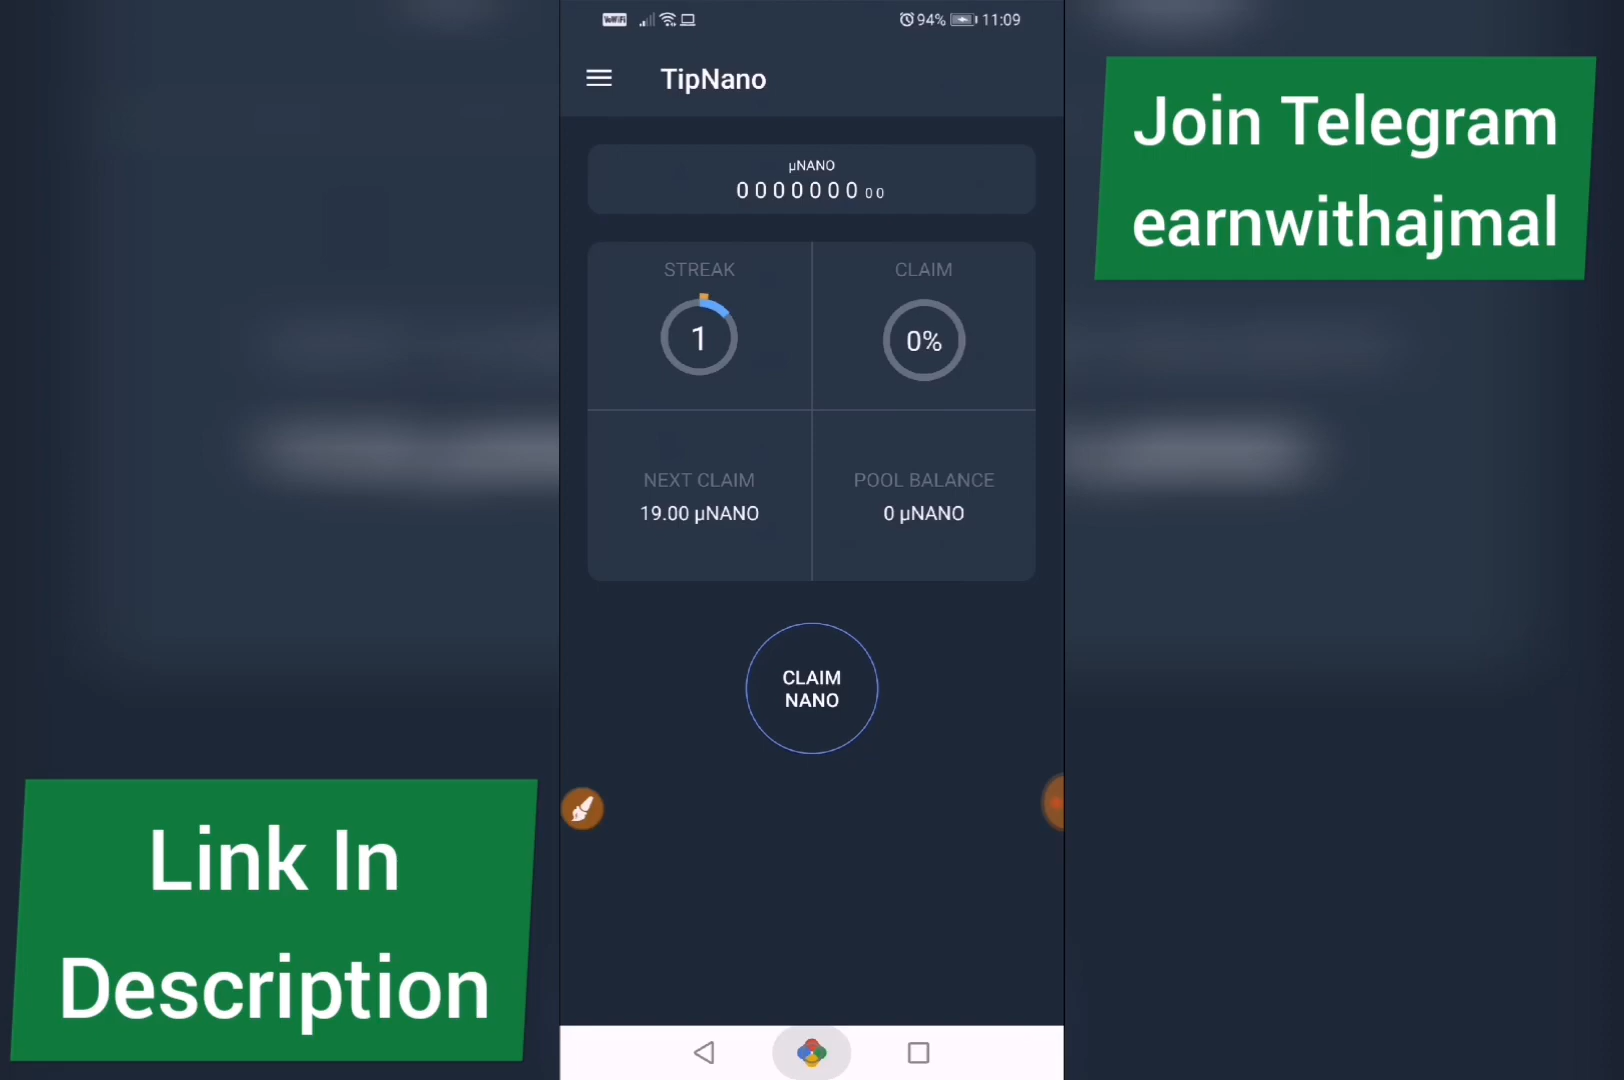 VoWiFi
94%
11:09
TipNano
µNANO
0000000 00
STREAK
1
CLAIM
0%
NEXT CLAIM
19.00 µNANO
POOL BALANCE
0 µNANO
CLAIM
NANO
Join Telegram
earnwithajmal
Link In
Description